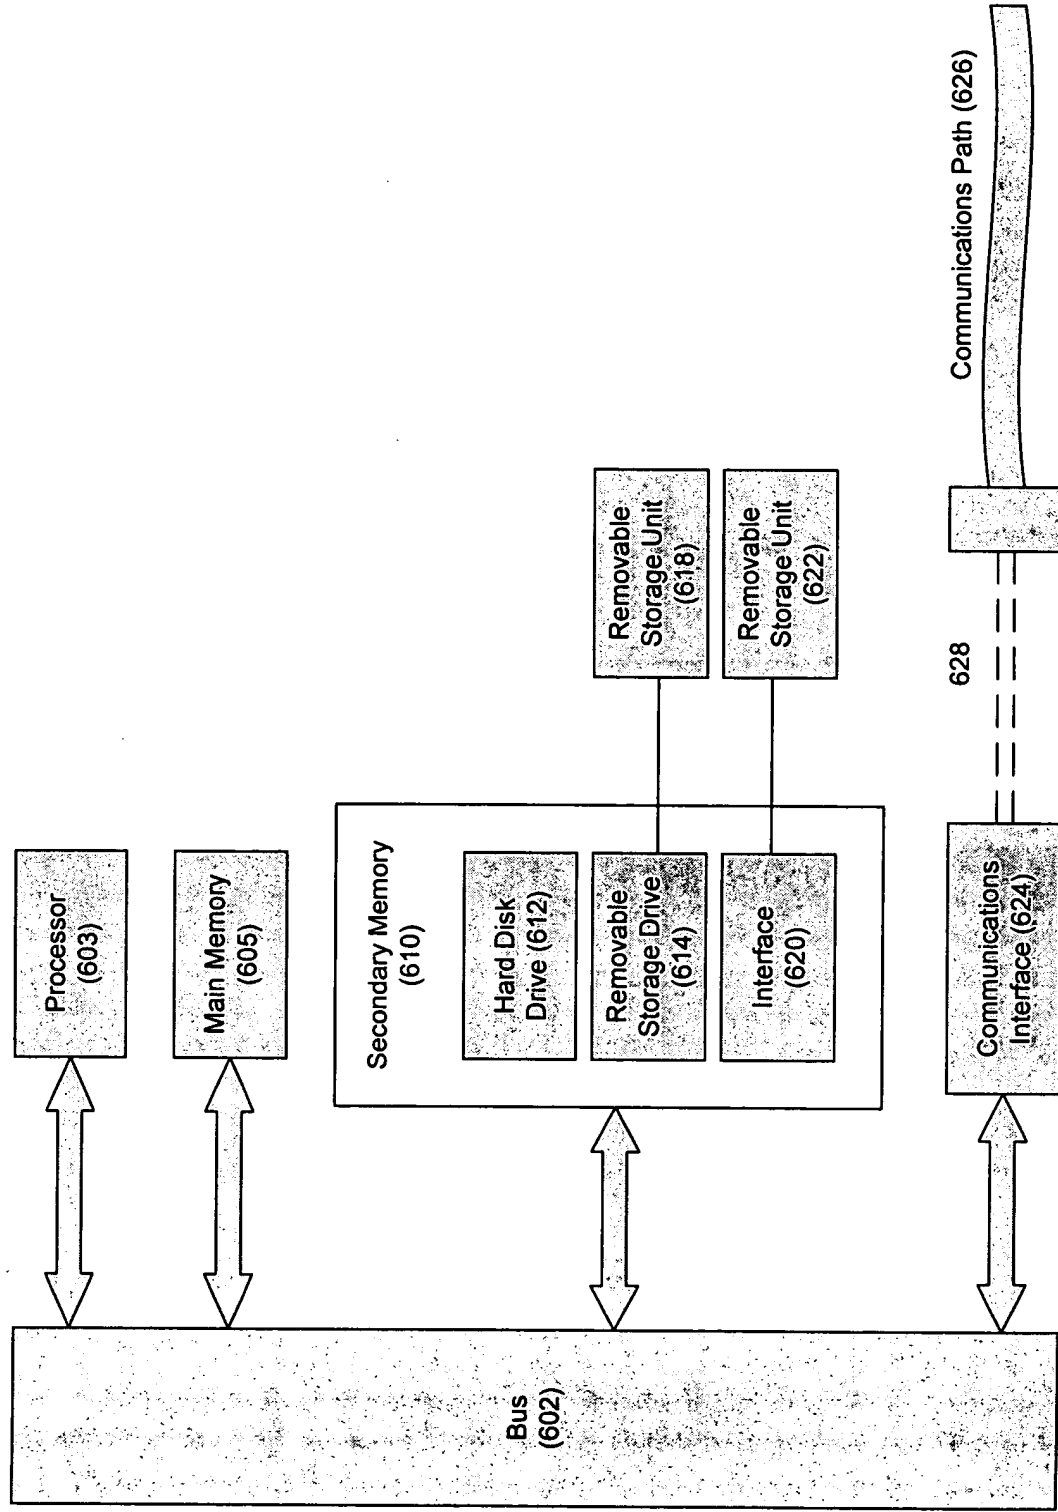 Bus
(602)
Processor
(603)
Main Memory
(605)
Secondary Memory
(610)
Hard Disk
Drive (612)
Removable
Storage Drive
(614)
Interface
(620)
Removable
Storage Unit
(618)
Removable
Storage Unit
(622)
Communications
Interface (624)
628
Communications Path (626)